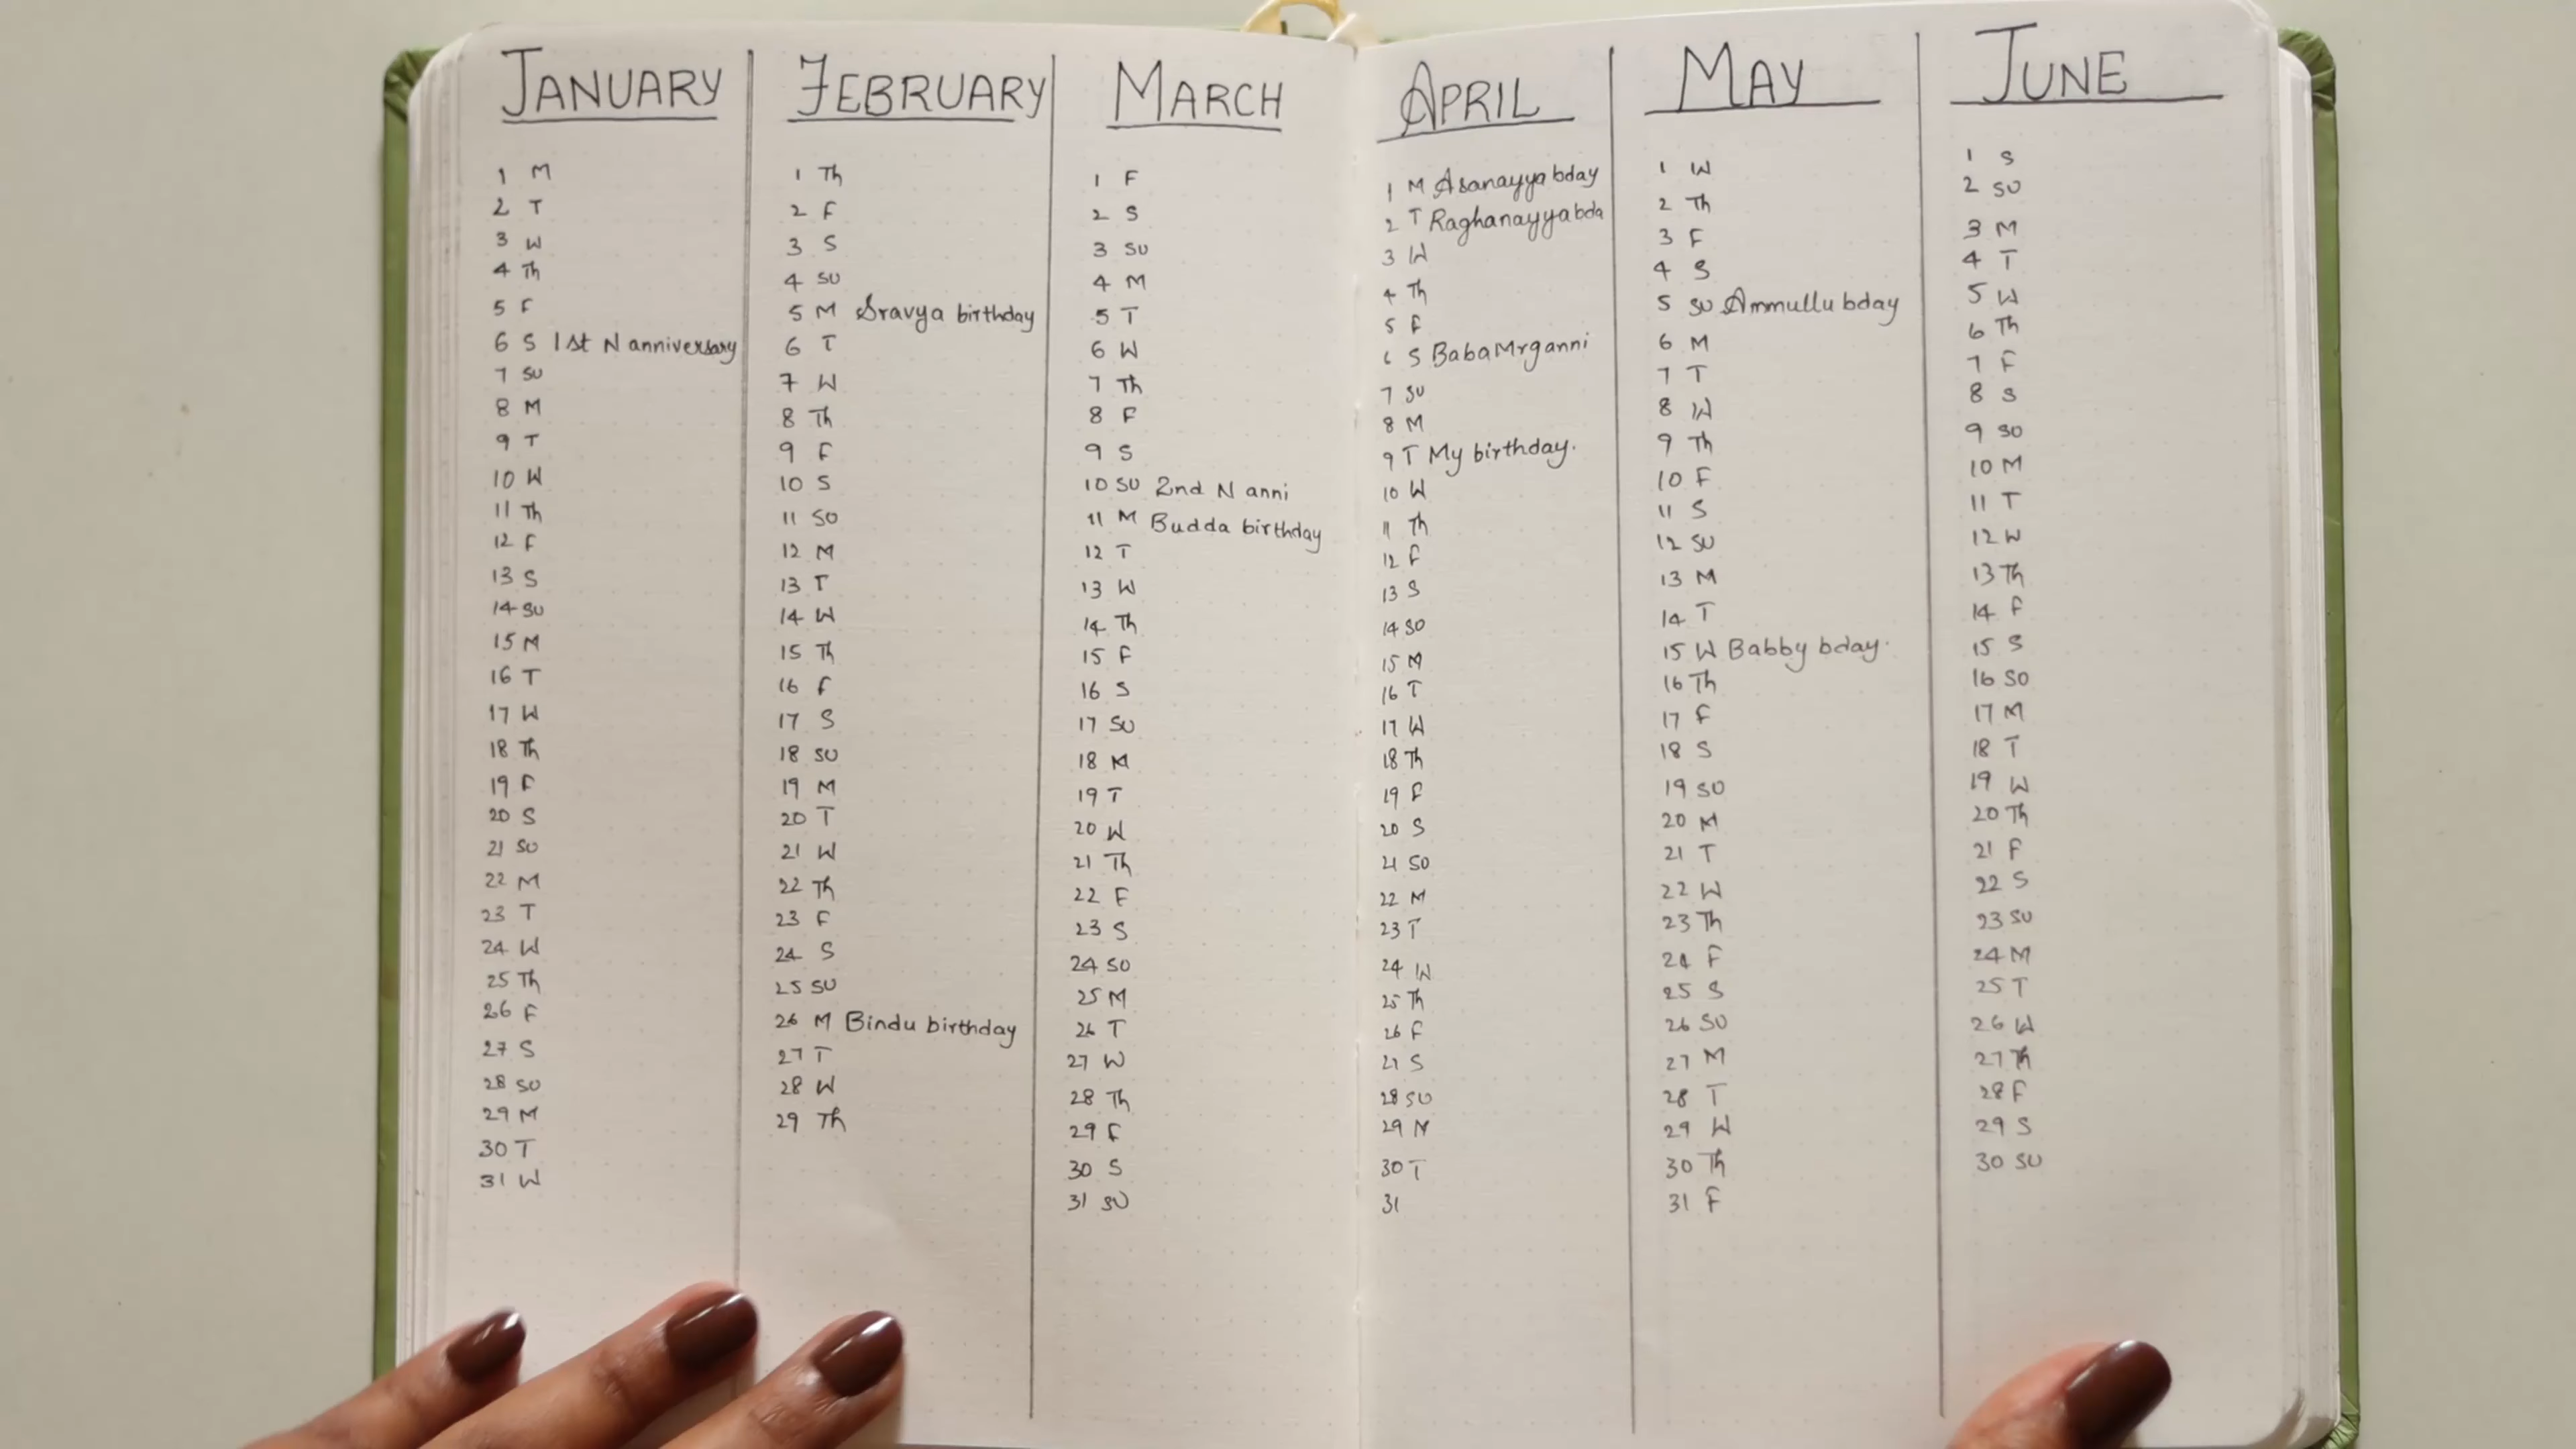 JANUARY
1 M
2 T
3 W
4 Th
5 F
6 S 1st N anniversary
7 SU
8 M
9 T
10 W
11 Th
12 F
13 S
14 SU
15 M
16 T
17 W
18 Th
19 F
20 S
21 SU
22 M
23 T
24 W
25 Th
26 F
27 S
28 SU
29 M
30 T
31 W
FEBRUARY
1 Th
2 F
3 S
4 SU
5 M Sravya birthday
6 T
7 W
8 Th
9 F
10 S
11 SU
12 M
13 T
14 W
15 Th
16 F
17 S
18 SU
19 M
20 T
21 W
22 Th
23 F
24 S
25 SU
26 M Bindu birthday
27 T
28 W
29 Th
MARCH
1 F
2 S
3 SU
4 M
5 T
6 W
7 Th
8 F
9 S
10 SU 2nd N anni
11 M Budda birthday
12 T
13 W
14 Th
15 F
16 S
17 SU
18 M
19 T
20 W
21 Th
22 F
23 S
24 SU
25 M
26 T
27 W
28 Th
29 F
30 S
31 SU
APRIL
1 M Asanayya bday
2 T Raghanayya bda
3 W
4 Th
5 F
6 S Baba Mrg anni
7 SU
8 M
9 T My birthday.
10 W
11 Th
12 F
13 S
14 SU
15 M
16 T
17 W
18 Th
19 F
20 S
21 SU
22 M
23 T
24 W
25 Th
26 F
27 S
28 SU
29 M
30 T
31
MAY
1 W
2 Th
3 F
4 S
5 SU Ammullu bday
6 M
7 T
8 W
9 Th
10 F
11 S
12 SU
13 M
14 T
15 W Babby bday.
16 Th
17 F
18 S
19 SU
20 M
21 T
22 W
23 Th
24 F
25 S
26 SU
27 M
28 T
29 W
30 Th
31 F
JUNE
1 S
2 SU
3 M
4 T
5 W
6 Th
7 F
8 S
9 SU
10 M
11 T
12 W
13 Th
14 F
15 S
16 SU
17 M
18 T
19 W
20 Th
21 F
22 S
23 SU
24 M
25 T
26 W
27 Th
28 F
29 S
30 SU